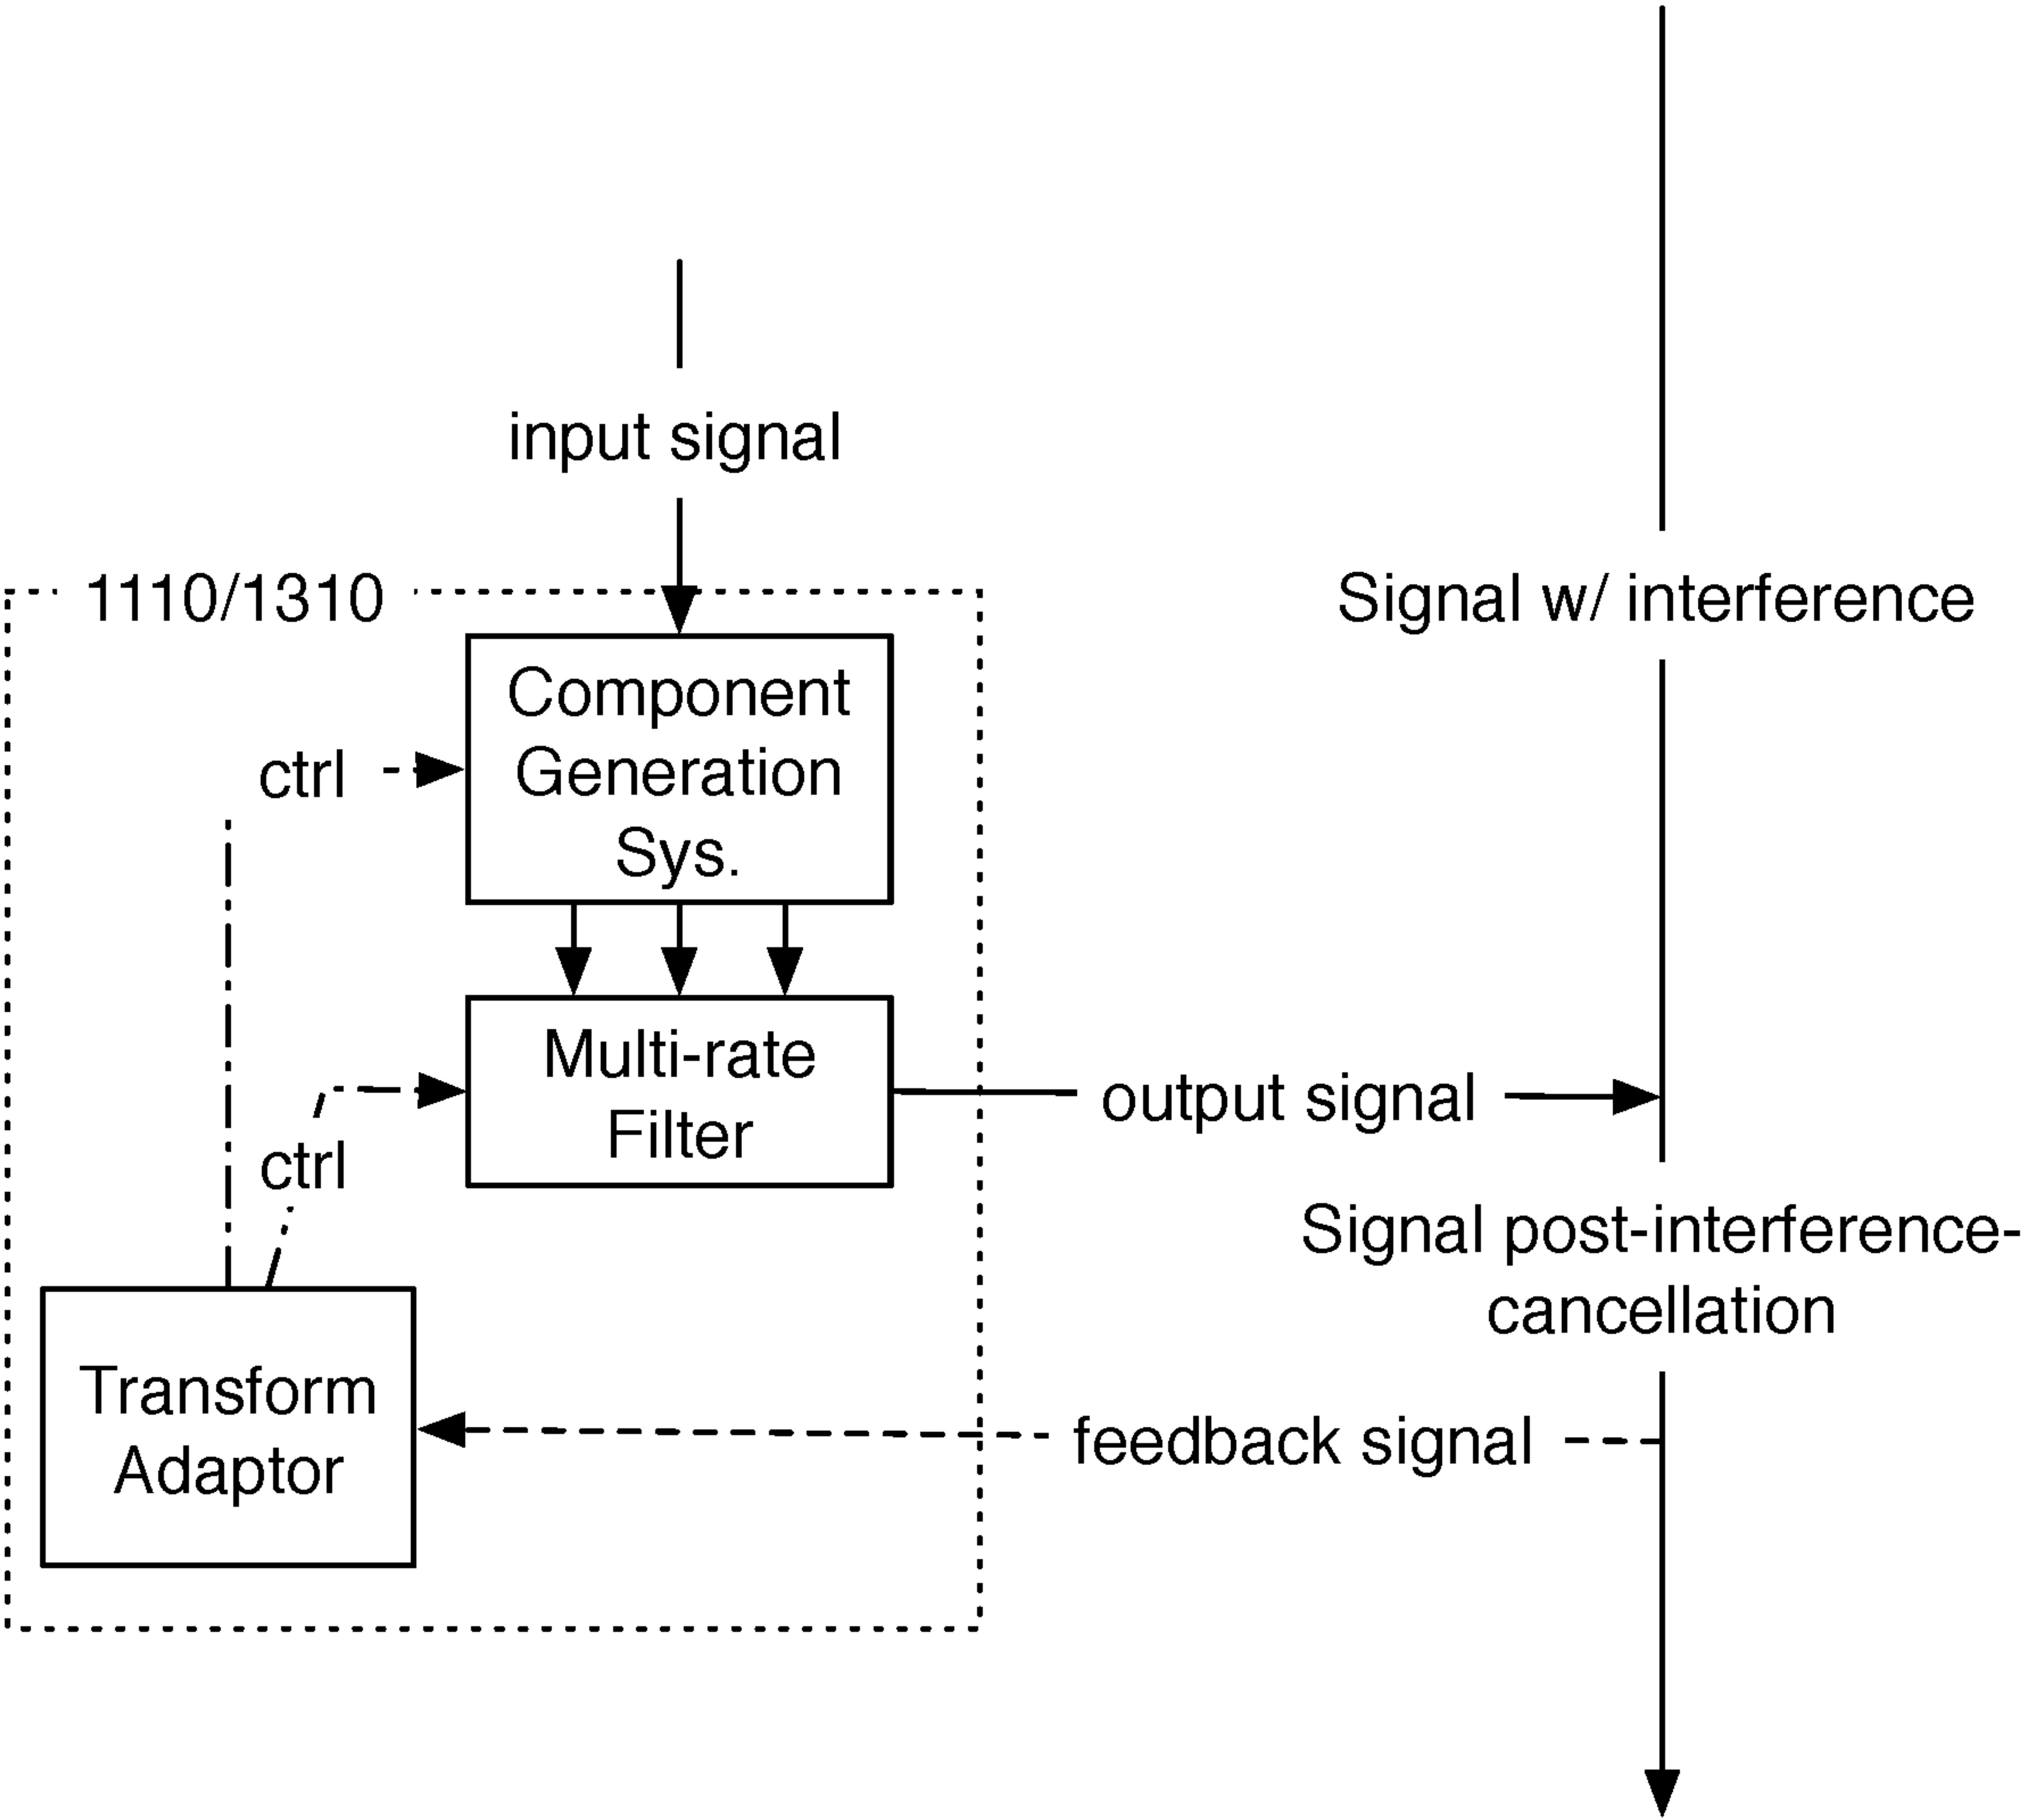 input signal
1110/1310
Signal w/ interference
Component
Generation
Sys.
ctrl
Multi-rate
Filter
output signal
ctrl
Signal post-interference-
cancellation
Transform
Adaptor
feedback signal